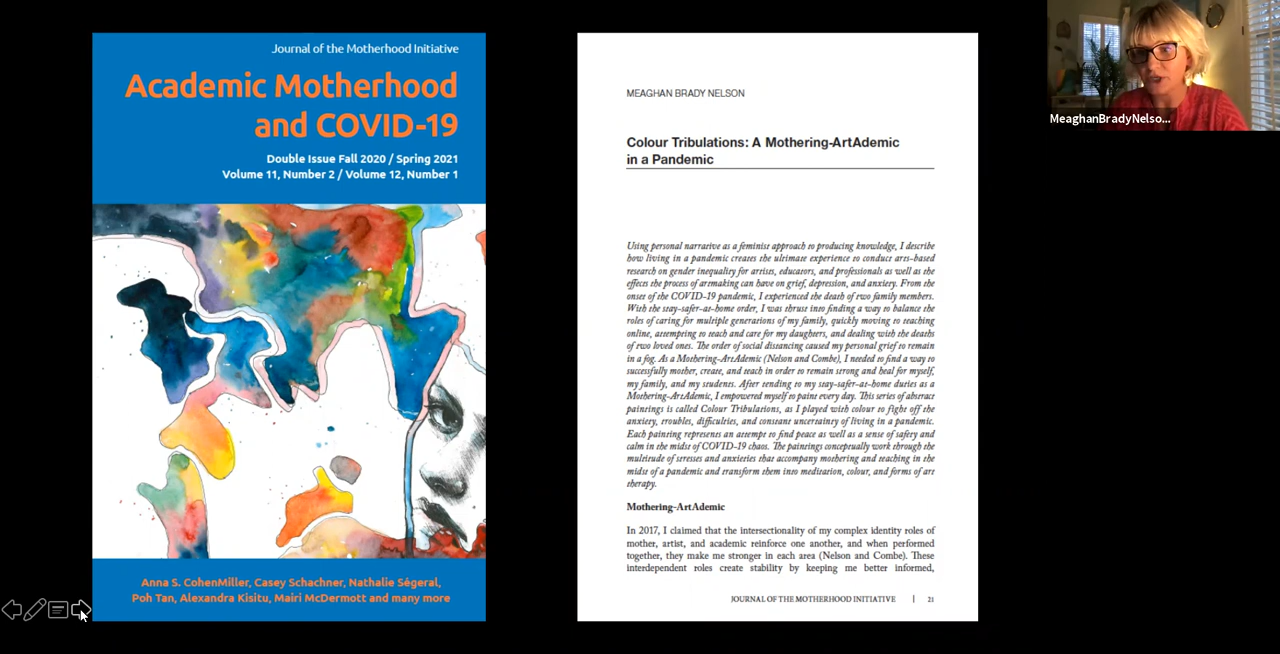 Journal of the Motherhood Initiative
Academic Motherhood
and COVID-19
Double Issue Fall 2020 / Spring 2021
Volume 11, Number 2 / Volume 12, Number 1
Anna S. CohenMiller, Casey Schachner, Nathalie Ségeral,
Poh Tan, Alexandra Kisitu, Mairi McDermott and many more
MEAGHAN BRADY NELSON
Colour Tribulations: A Mothering-ArtAdemic
in a Pandemic
Using personal narrative as a feminist approach to producing knowledge, I describe
how living in a pandemic creates the ultimate experience to conduct arts-based
research on gender inequality for artists, educators, and professionals as well as the
effects the process of artmaking can have on grief, depression, and anxiety. From the
onset of the COVID-19 pandemic, I experienced the death of two family members.
With the stay-safer-at-home order, I was thrust into finding a way to balance the
roles of caring for multiple generations of my family, quickly moving to teaching
online, attempting to teach and care for my daughters, and dealing with the deaths
of two loved ones. The order of social distancing caused my personal grief to remain
in a fog. As a Mothering-ArtAdemic (Nelson and Combe), I needed to find a way to
successfully mother, create, and teach in order to remain strong and heal for myself,
my family, and my students. After tending to my stay-safer-at-home duties as a
Mothering-ArtAdemic, I empowered myself to paint every day. This series of abstract
paintings is called Colour Tribulations, as I played with colour to fight off the
anxiety, troubles, difficulties, and constant uncertainty of living in a pandemic.
Each painting represents an attempt to find peace as well as a sense of safety and
calm in the midst of COVID-19 chaos. The paintings conceptually work through the
multitude of stresses and anxieties that accompany mothering and teaching in the
midst of a pandemic and transform them into meditation, colour, and forms of art
therapy.
Mothering-ArtAdemic
In 2017, I claimed that the intersectionality of my complex identity roles of
mother, artist, and academic reinforce one another, and when performed
together, they make me stronger in each area (Nelson and Combe). These
interdependent roles create stability by keeping me better informed,
JOURNAL OF THE MOTHERHOOD INITIATIVE | 21
MeaghanBradyNelso...